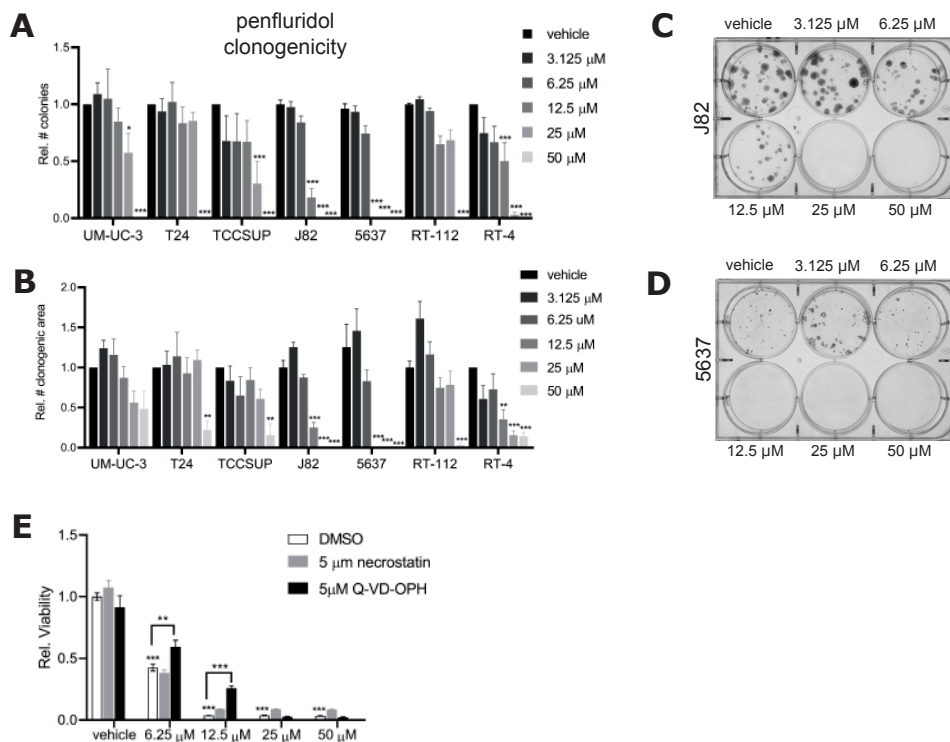 A
penfluridol
clonogenicity
Rel. # colonies
1.5
1.0
0.5
0.0
* *** *** *** *** *** *** *** *** *** *** *** *** *** ***
UM-UC-3 T24 TCCSUP J82 5637 RT-112 RT-4
vehicle
3.125 μM
6.25 μM
12.5 μM
25 μM
50 μM
B
Rel. # clonogenic area
2.0
1.5
1.0
0.5
0.0
** ** *** *** *** *** *** *** *** ** *** ***
UM-UC-3 T24 TCCSUP J82 5637 RT-112 RT-4
vehicle
3.125 μM
6.25 uM
12.5 μM
25 μM
50 μM
C
vehicle 3.125 μM 6.25 μM
J82
12.5 μM 25 μM 50 μM
D
vehicle 3.125 μM 6.25 μM
5637
12.5 μM 25 μM 50 μM
E
Rel. Viability
1.5
1.0
0.5
0.0
DMSO
5 μm necrostatin
5μM Q-VD-OPH
*** ** *** *** *** ***
vehicle 6.25 μM 12.5 μM 25 μM 50 μM